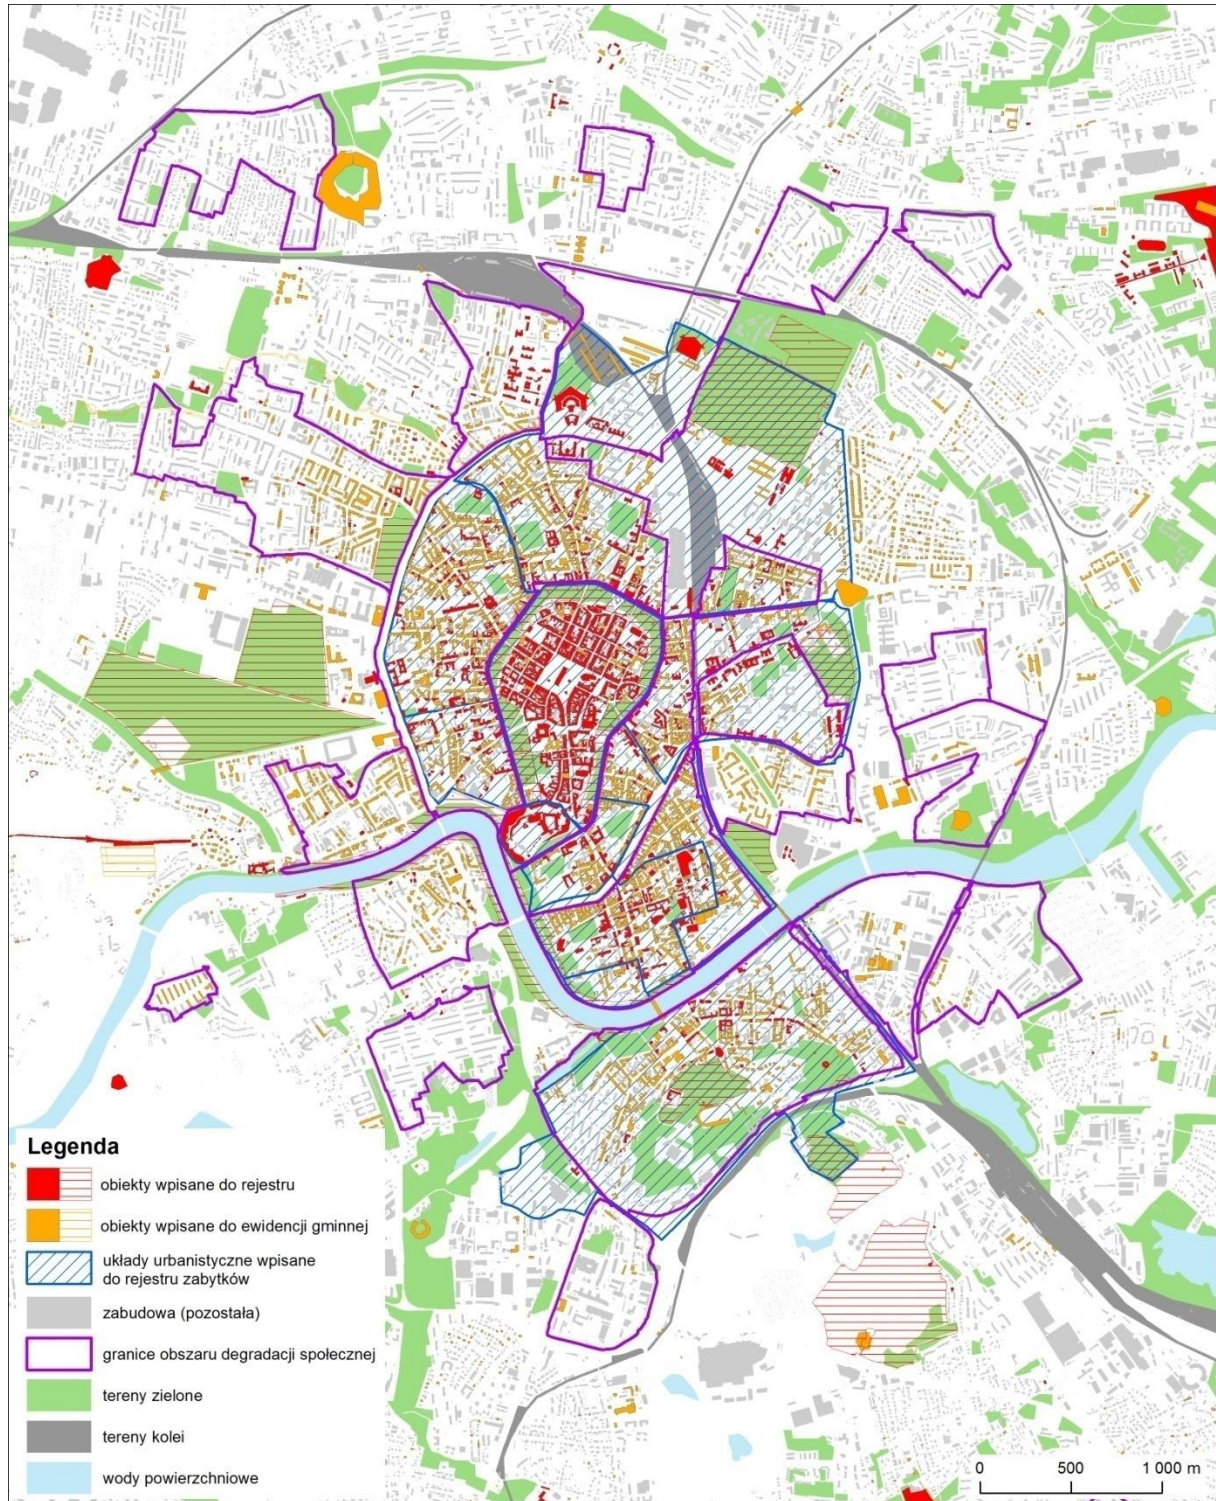 Legenda
obiekty wpisane do rejestru
obiekty wpisane do ewidencji gminnej
układy urbanistyczne wpisane
do rejestru zabytków
zabudowa (pozostała)
granice obszaru degradacji społecznej
tereny zielone
tereny kolei
wody powierzchniowe
0 500 1 000 m